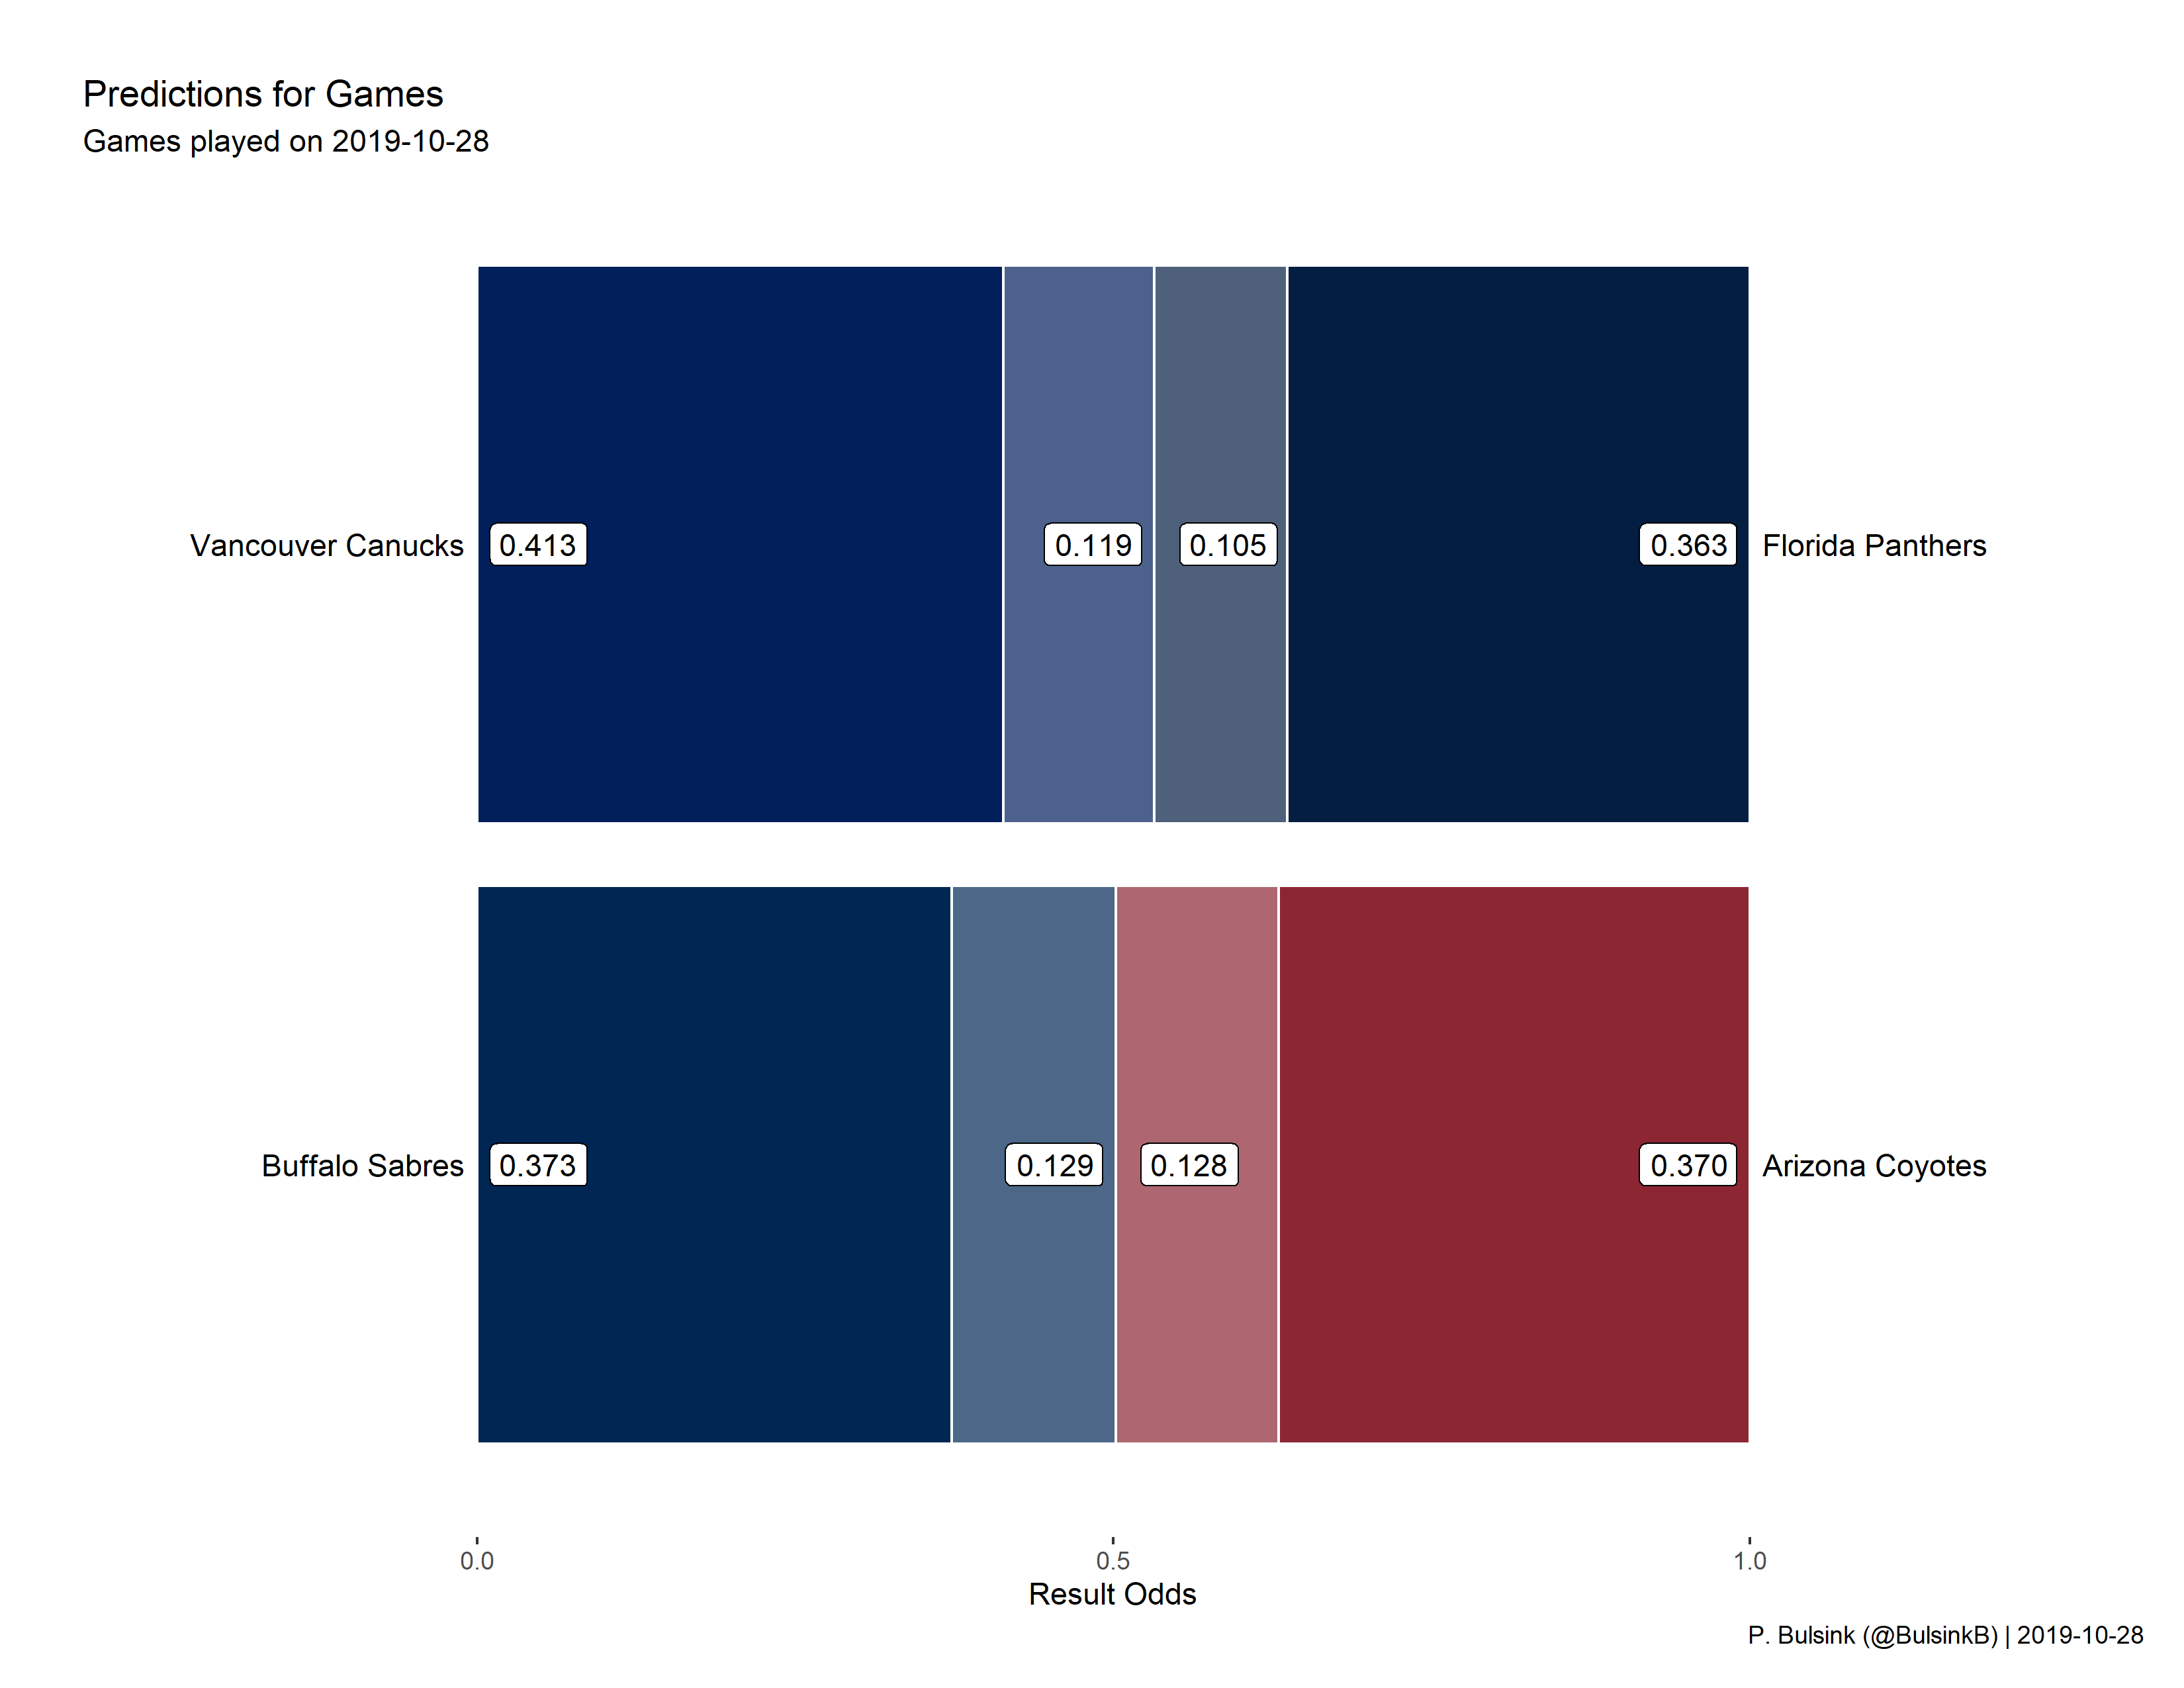 Predictions for Games
Games played on 2019-10-28
Vancouver Canucks 0.413 0.119 0.105 0.363 Florida Panthers
Buffalo Sabres 0.373 0.129 0.128 0.370 Arizona Coyotes
0.0 0.5 1.0
Result Odds
P. Bulsink (@BulsinkB) | 2019-10-28